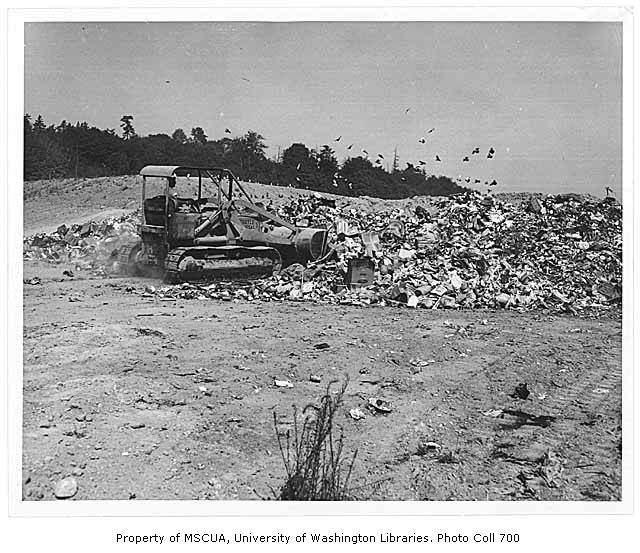 Property of MSCUA, University of Washington Libraries. Photo Coll 700